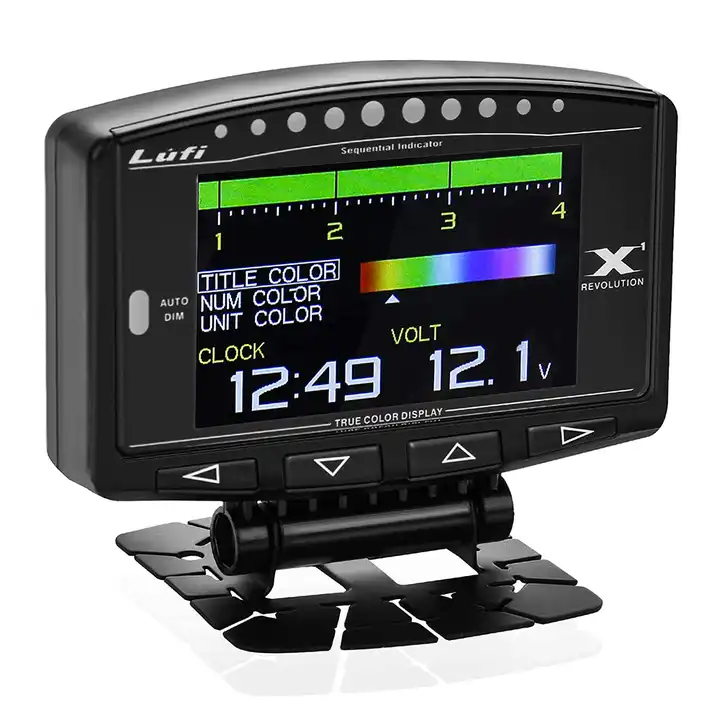 Lufi
Sequential Indicator
1 2 3 4
TITLE COLOR
NUM COLOR
UNIT COLOR
CLOCK VOLT
12:49 12.1v
AUTO
DIM
X1
REVOLUTION
TRUE COLOR DISPLAY